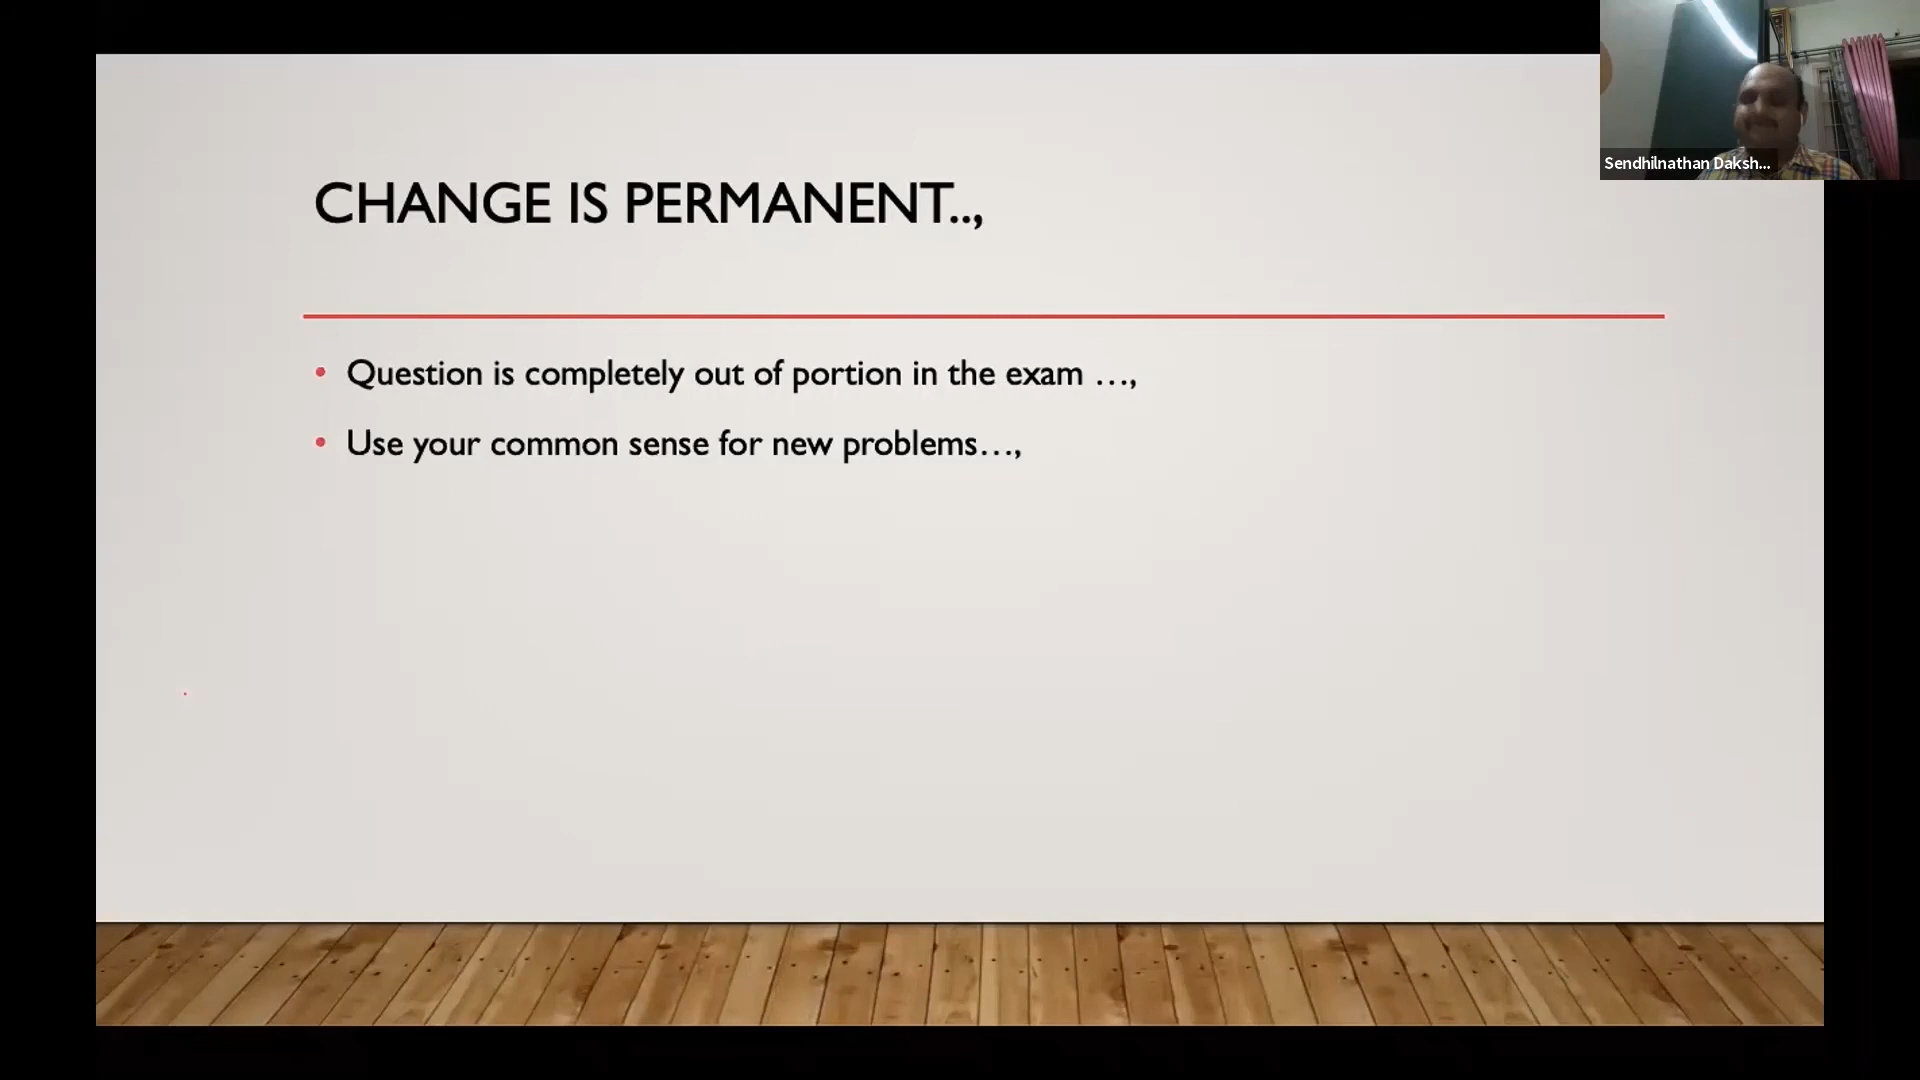 Sendhilnathan Daksh...
CHANGE IS PERMANENT..,
• Question is completely out of portion in the exam …,
• Use your common sense for new problems…,